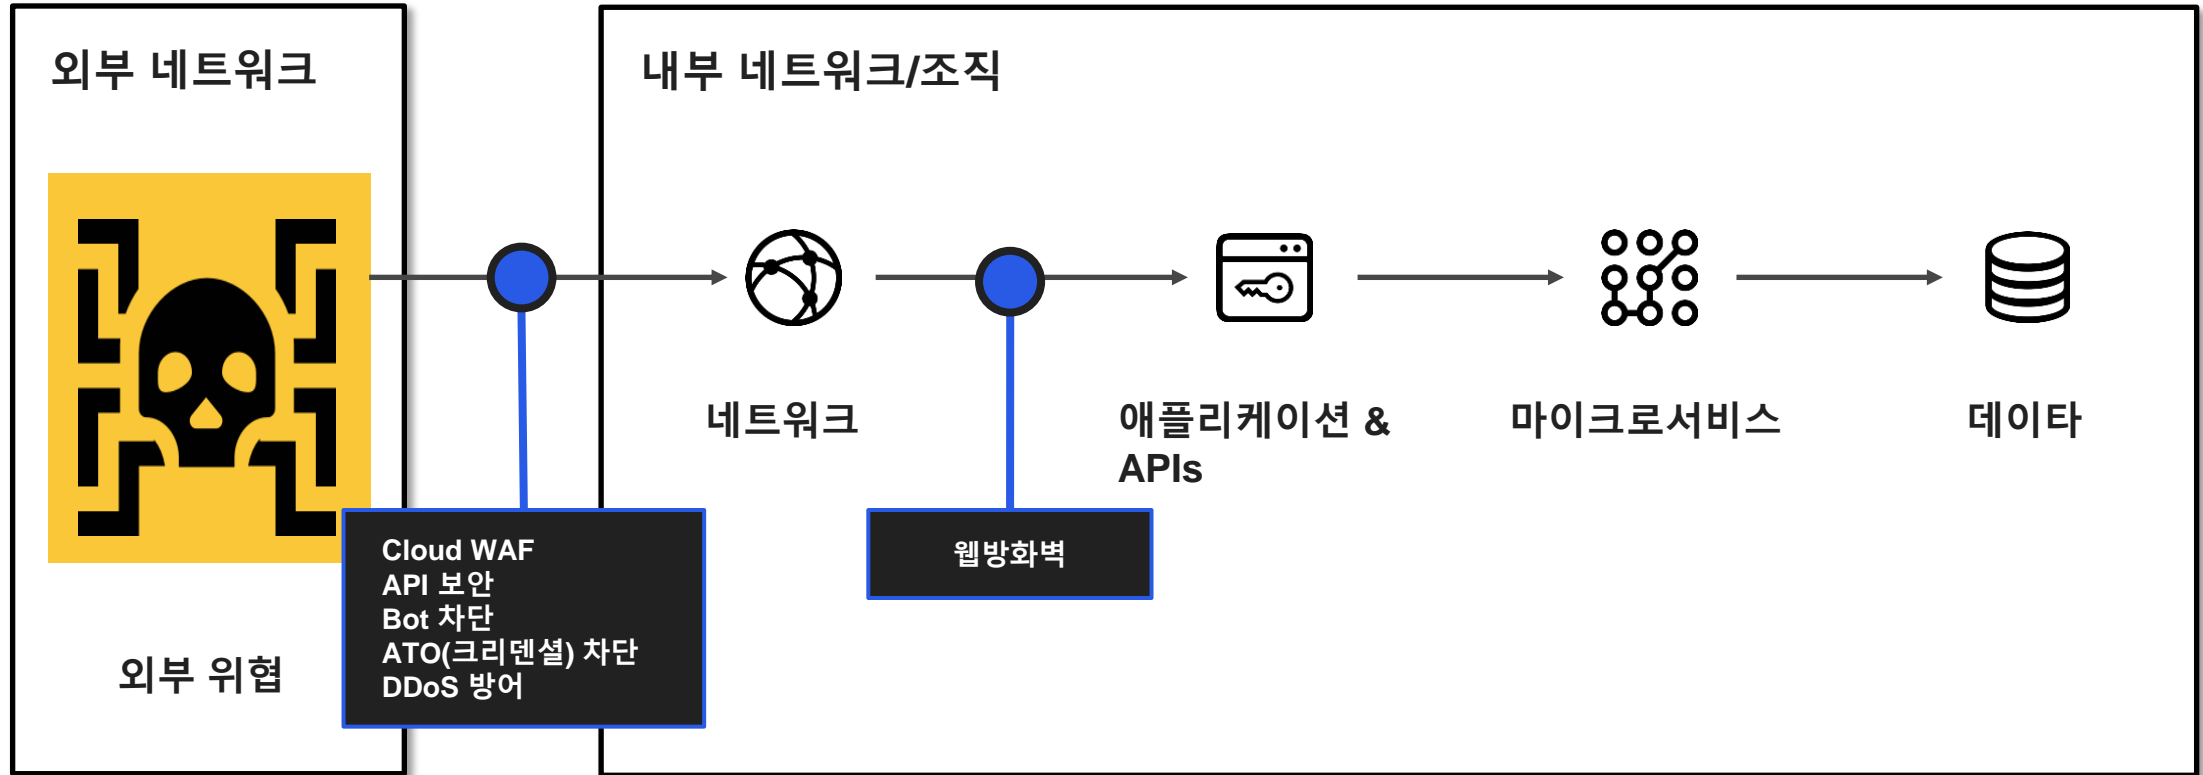 외부 네트워크
내부 네트워크/조직
네트워크
애플리케이션 &
APIs
마이크로서비스
데이타
Cloud WAF
API 보안
Bot 차단
ATO(크리덴셜) 차단
DDoS 방어
웹방화벽
외부 위협